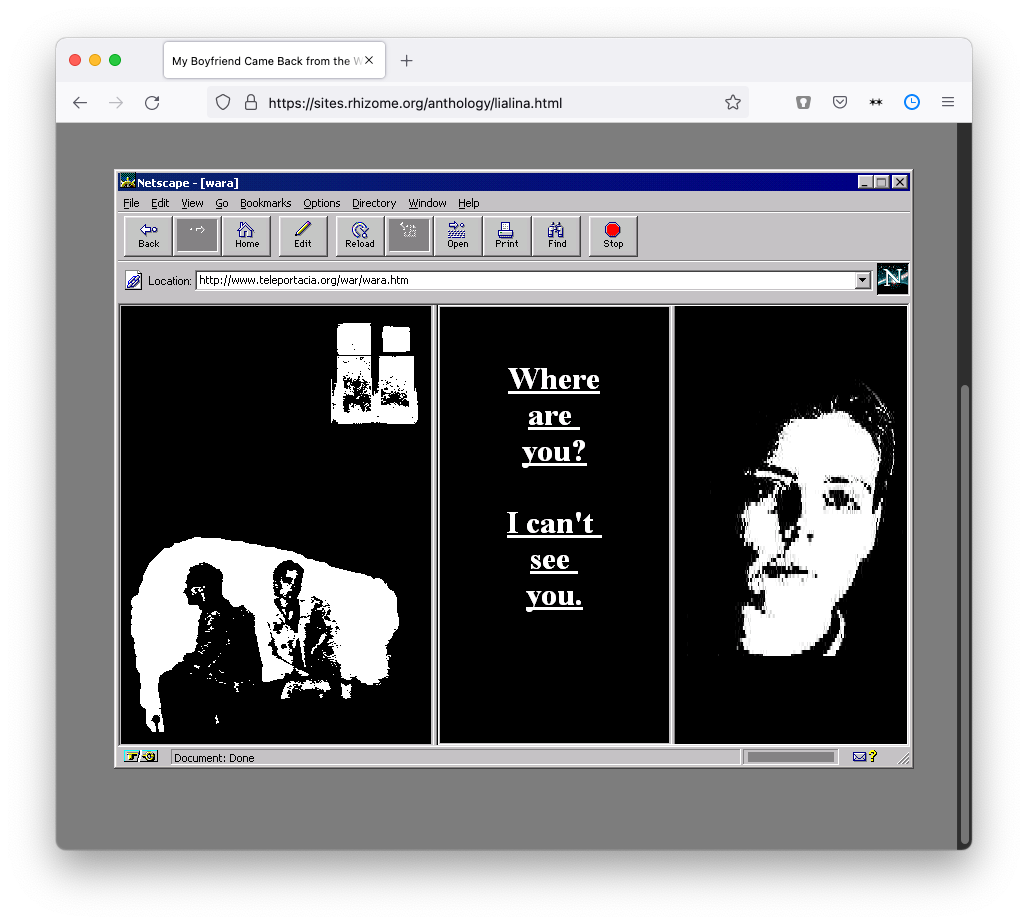 My Boyfriend Came Back from the W
https://sites.rhizome.org/anthology/lialina.html
Netscape - [wara]
File Edit View Go Bookmarks Options Directory Window Help
Back Home Edit Reload Open Print Find Stop
Location: http://www.teleportacia.org/war/wara.htm
N
Where
are
you?
I can't
see
you.
Document: Done